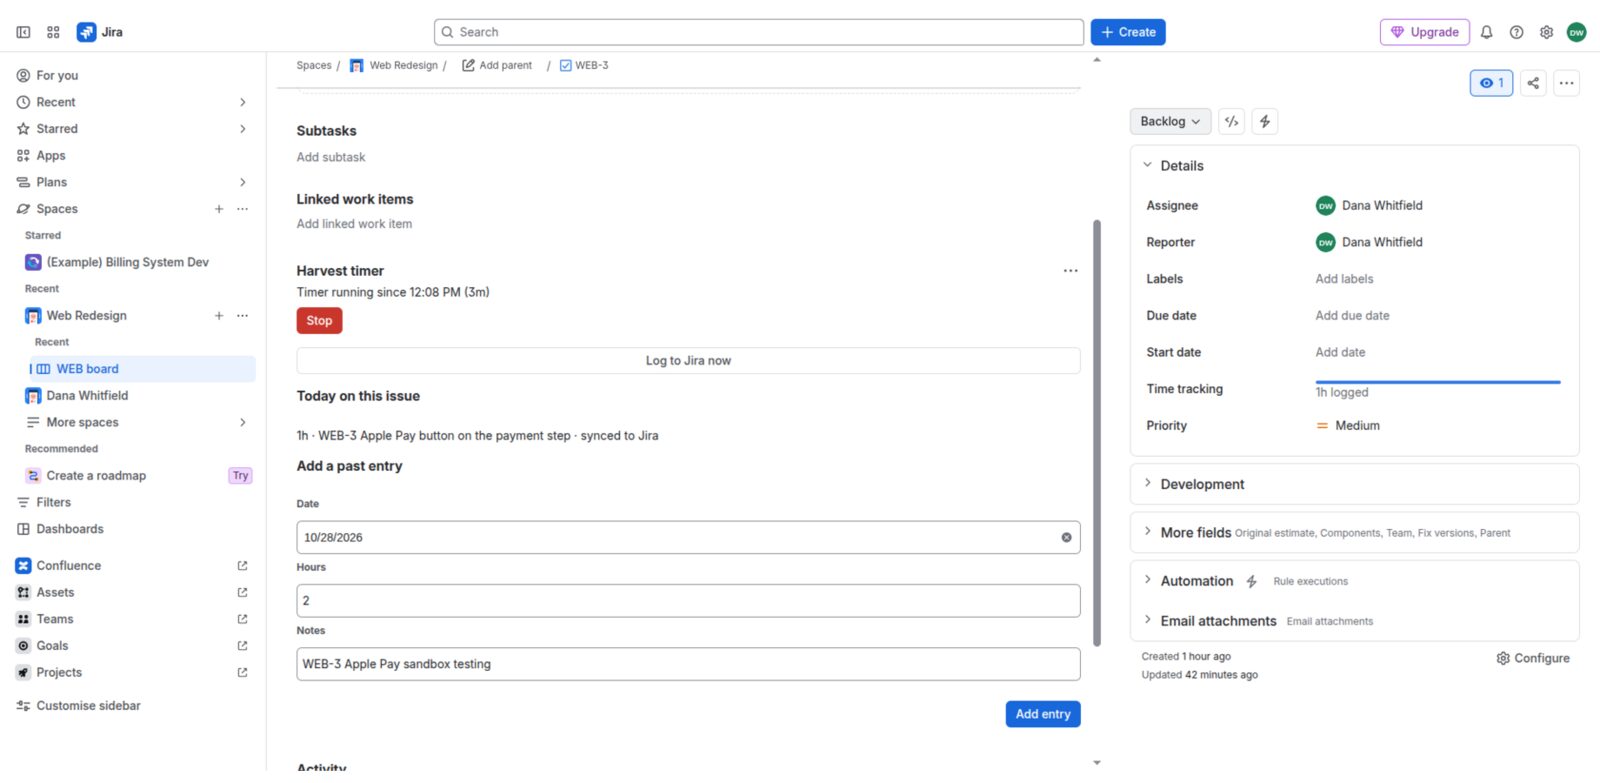 Jira
Search
Create
Upgrade
DW
For you
Recent
Starred
Apps
Plans
Spaces
Starred
(Example) Billing System Dev
Recent
Web Redesign
Recent
WEB board
Dana Whitfield
More spaces
Recommended
Create a roadmap Try
Filters
Dashboards
Confluence
Assets
Teams
Goals
Projects
Customise sidebar
Spaces / Web Redesign / Add parent / WEB-3
Subtasks
Add subtask
Linked work items
Add linked work item
Harvest timer
Timer running since 12:08 PM (3m)
Stop
Log to Jira now
Today on this issue
1h · WEB-3 Apple Pay button on the payment step · synced to Jira
Add a past entry
Date
10/28/2026
Hours
2
Notes
WEB-3 Apple Pay sandbox testing
Add entry
Activity
1
Backlog
Details
Assignee DW Dana Whitfield
Reporter DW Dana Whitfield
Labels Add labels
Due date Add due date
Start date Add date
Time tracking 1h logged
Priority Medium
Development
More fields Original estimate, Components, Team, Fix versions, Parent
Automation Rule executions
Email attachments Email attachments
Created 1 hour ago
Updated 42 minutes ago
Configure